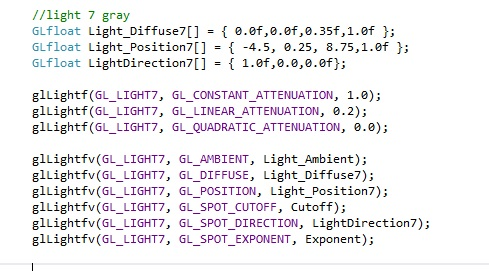 //light 7 gray
GLfloat Light_Diffuse7[] = { 0.0f,0.0f,0.35f,1.0f };
GLfloat Light_Position7[] = { -4.5, 0.25, 8.75,1.0f };
GLfloat LightDirection7[] = { 1.0f,0.0,0.0f};
glLightf(GL_LIGHT7, GL_CONSTANT_ATTENUATION, 1.0);
glLightf(GL_LIGHT7, GL_LINEAR_ATTENUATION, 0.2);
glLightf(GL_LIGHT7, GL_QUADRATIC_ATTENUATION, 0.0);
glLightfv(GL_LIGHT7, GL_AMBIENT, Light_Ambient);
glLightfv(GL_LIGHT7, GL_DIFFUSE, Light_Diffuse7);
glLightfv(GL_LIGHT7, GL_POSITION, Light_Position7);
glLightfv(GL_LIGHT7, GL_SPOT_CUTOFF, Cutoff);
glLightfv(GL_LIGHT7, GL_SPOT_DIRECTION, LightDirection7);
glLightfv(GL_LIGHT7, GL_SPOT_EXPONENT, Exponent);